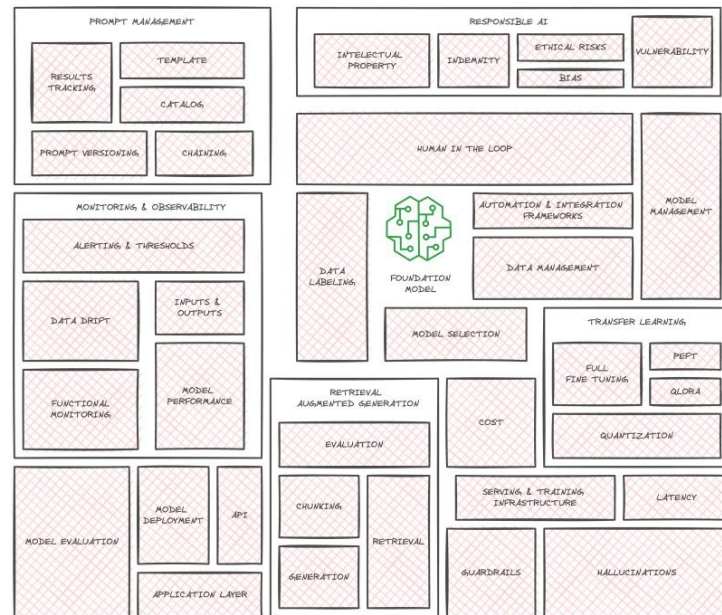 PROMPT MANAGEMENT
RESULTS
TRACKING
TEMPLATE
CATALOG
PROMPT VERSIONING
CHAINING
RESPONSIBLE AI
INTELECTUAL
PROPERTY
INDEMNITY
ETHICAL RISKS
BIAS
VULNERABILITY
HUMAN IN THE LOOP
MODEL
MANAGEMENT
MONITORING & OBSERVABILITY
ALERTING & THRESHOLDS
DATA DRIFT
INPUTS &
OUTPUTS
FUNCTIONAL
MONITORING
MODEL
PERFORMANCE
DATA
LABELING
FOUNDATION
MODEL
AUTOMATION & INTEGRATION
FRAMEWORKS
DATA MANAGEMENT
MODEL SELECTION
TRANSFER LEARNING
FULL
FINE TUNING
PEPT
QLORA
QUANTIZATION
RETRIEVAL
AUGMENTED GENERATION
EVALUATION
CHUNKING
GENERATION
RETRIEVAL
COST
SERVING & TRAINING
INFRASTRUCTURE
LATENCY
GUARDRAILS
HALLUCINATIONS
MODEL EVALUATION
MODEL
DEPLOYMENT
API
APPLICATION LAYER